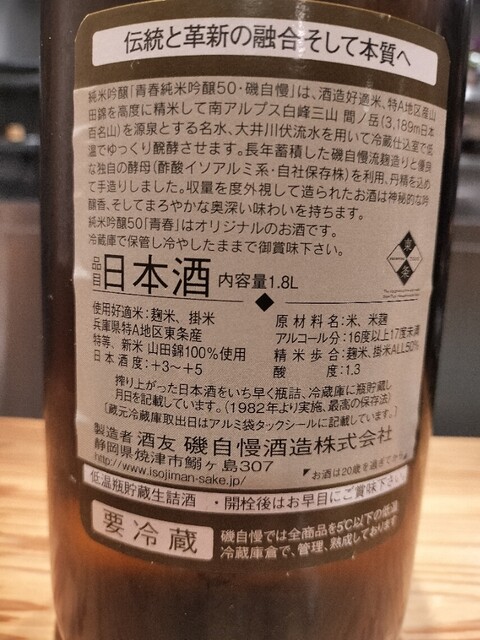 伝統と革新の融合そして本質へ
純米吟醸「青春純米吟醸50・磯自慢」は、酒造好適米、特A地区産山
田錦を高度に精米して南アルプス白峰三山 間ノ岳(3,189m日本
百名山)を源泉とする名水、大井川伏流水を用いて冷蔵仕込室で低
温でゆっくり醗酵させます。長年蓄積した磯自慢流麹造りと優良
な独自の酵母(酢酸イソアルミ系・自社保存株)を利用、丹精を込め
て手造りしました。収量を度外視して造られたお酒は神秘的な吟
醸香、そしてまろやかな奥深い味わいを持ちます。
純米吟醸50「青春」はオリジナルのお酒です。
冷蔵庫で保管し冷やしたままで御賞味下さい。
東条
品目 日本酒 内容量1.8L
使用好適米:麹米、掛米
兵庫県特A地区東条産
特等、新米 山田錦100%使用
日本酒度:+3〜+5
原材料名:米、米麹
アルコール分:16度以上17度未満
精米歩合:麹米、掛米ALL50%
酸度:1.3
搾り上がった日本酒をいち早く瓶詰、冷蔵庫に瓶貯蔵し
月日を記載しています。(1982年より実施、最高の保存法)
〔蔵元冷蔵庫取出日はアルミ袋タックシールに記載しています。〕
製造者 酒友 磯自慢酒造株式会社
静岡県焼津市鰯ヶ島307
http://www.isojiman-sake.jp/
お酒は20歳を過ぎてから
低温瓶貯蔵生詰酒 ・開栓後はお早目にご賞味下さい。
要冷蔵
磯自慢では全商品を5℃以下の低温
冷蔵庫倉で、管理、熟成しております